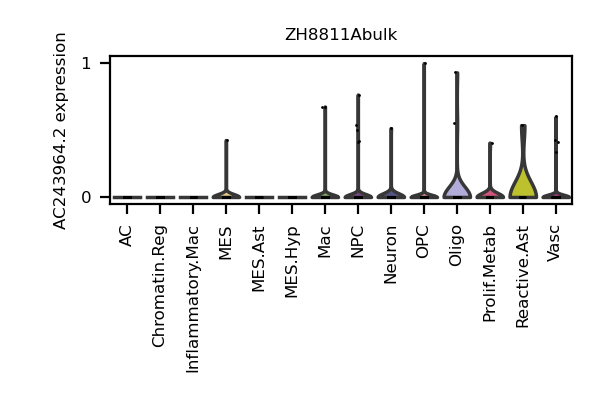 ZH8811Abulk
AC243964.2 expression
1
0
AC
Chromatin.Reg
Inflammatory.Mac
MES
MES.Ast
MES.Hyp
Mac
NPC
Neuron
OPC
Oligo
Prolif.Metab
Reactive.Ast
Vasc